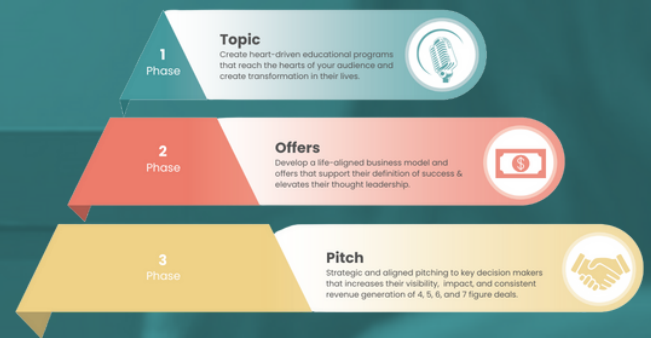 1
Phase
Topic
Create heart-driven educational programs
that reach the hearts of your audience and
create transformation in their lives.
2
Phase
Offers
Develop a life-aligned business model and
offers that support their definition of success &
elevates their thought leadership.
$
3
Phase
Pitch
Strategic and aligned pitching to key decision makers
that increases their visibility, impact, and consistent
revenue generation of 4, 5, 6, and 7 figure deals.